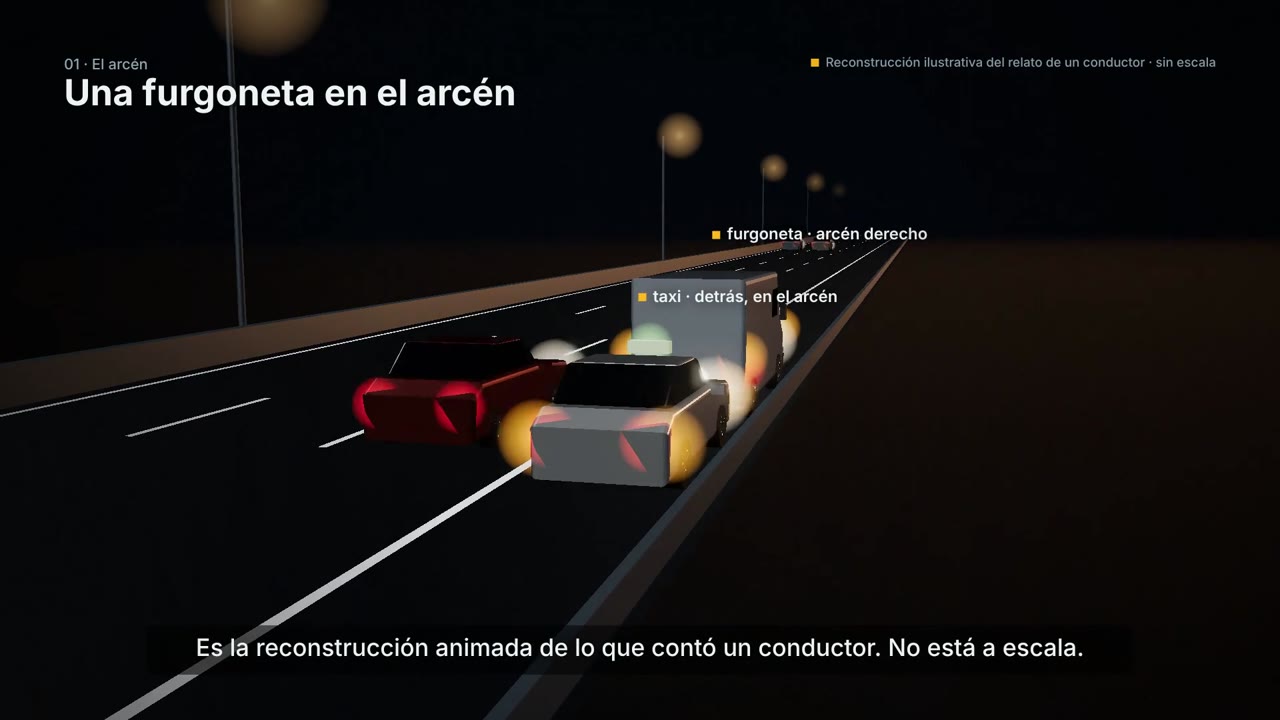 01 · El arcén
Una furgoneta en el arcén
Reconstrucción ilustrativa del relato de un conductor · sin escala
furgoneta · arcén derecho
taxi · detrás, en el arcén
Es la reconstrucción animada de lo que contó un conductor. No está a escala.